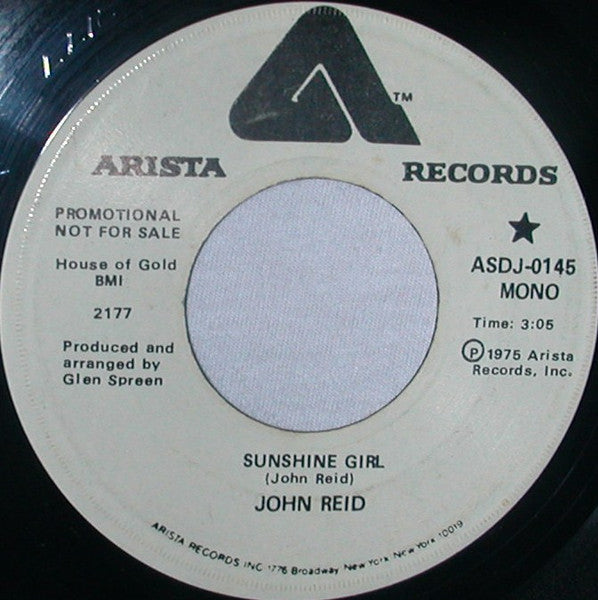 TM
ARISTA RECORDS
PROMOTIONAL
NOT FOR SALE
House of Gold
BMI
2177
Produced and
arranged by
Glen Spreen
★
ASDJ-0145
MONO
Time: 3:05
Ⓟ1975 Arista
Records, Inc.
SUNSHINE GIRL
(John Reid)
JOHN REID
ARISTA RECORDS INC 1776 Broadway New York New York 10019